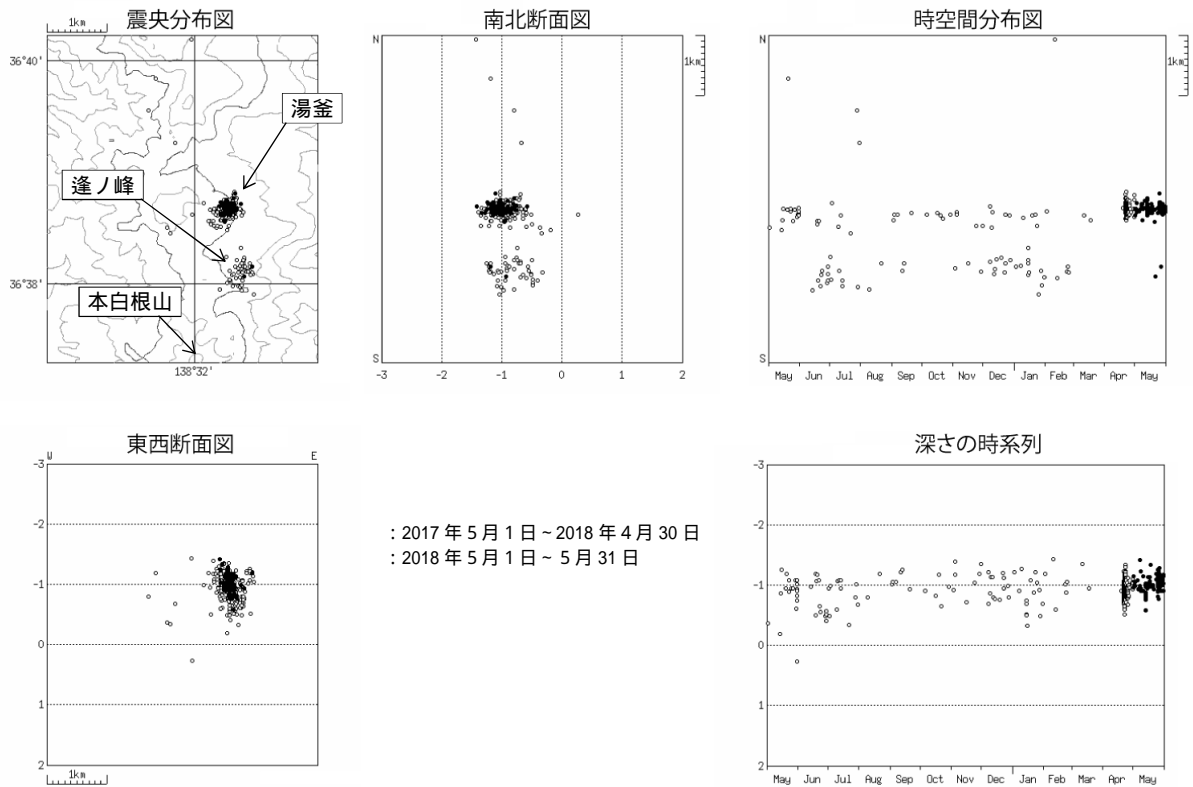 震央分布図
南北断面図
時空間分布図
1km
36°40'
湯釜
逢ノ峰
36°38'
本白根山
138°32'
N
1km
S
-3 -2 -1 0 1 2
N
1km
S
May Jun Jul Aug Sep Oct Nov Dec Jan Feb Mar Apr May
東西断面図
深さの時系列
W E
-3
-2
-1
0
1
2
1km
：2017 年 5 月 1 日～2018 年 4 月 30 日
：2018 年 5 月 1 日～ 5 月 31 日
-3
-2
-1
0
1
2
May Jun Jul Aug Sep Oct Nov Dec Jan Feb Mar Apr May